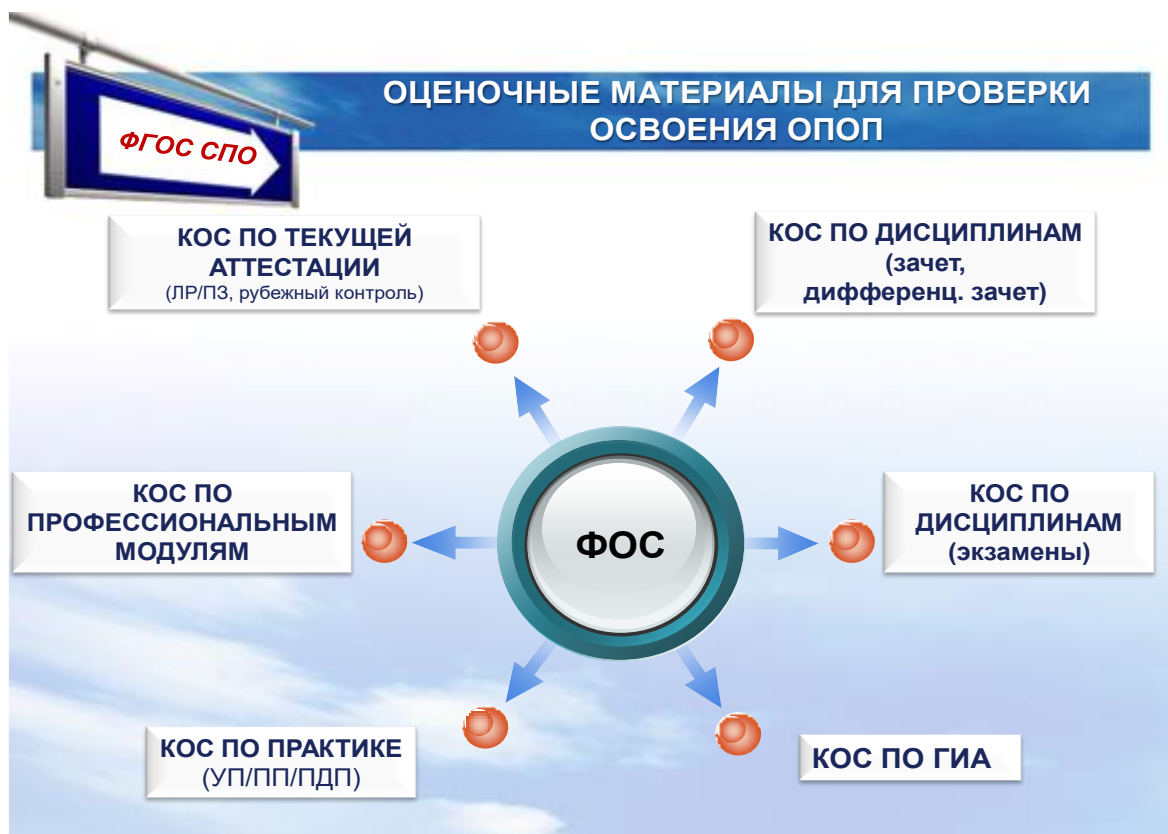 ОЦЕНОЧНЫЕ МАТЕРИАЛЫ ДЛЯ ПРОВЕРКИ
ОСВОЕНИЯ ОПОП
ФГОС СПО
КОС ПО ТЕКУЩЕЙ
АТТЕСТАЦИИ
(ЛР/ПЗ, рубежный контроль)
КОС ПО ДИСЦИПЛИНАМ
(зачет,
дифференц. зачет)
КОС ПО
ПРОФЕССИОНАЛЬНЫМ
МОДУЛЯМ
ФОС
КОС ПО
ДИСЦИПЛИНАМ
(экзамены)
КОС ПО ПРАКТИКЕ
(УП/ПП/ПДП)
КОС ПО ГИА